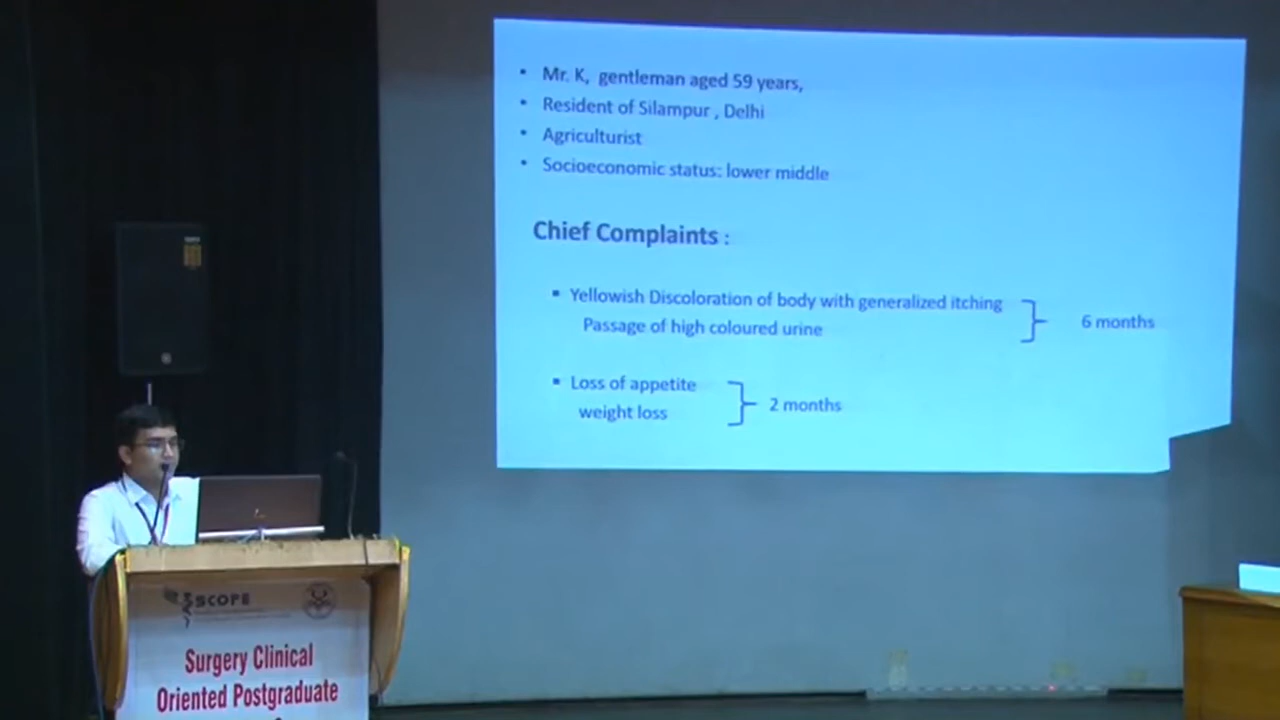 • Mr. K, gentleman aged 59 years,
• Resident of Silampur , Delhi
• Agriculturist
• Socioeconomic status: lower middle
Chief Complaints :
▪ Yellowish Discoloration of body with generalized itching
Passage of high coloured urine
6 months
▪ Loss of appetite
weight loss
2 months
SCOPE
Surgery Clinical
Oriented Postgraduate